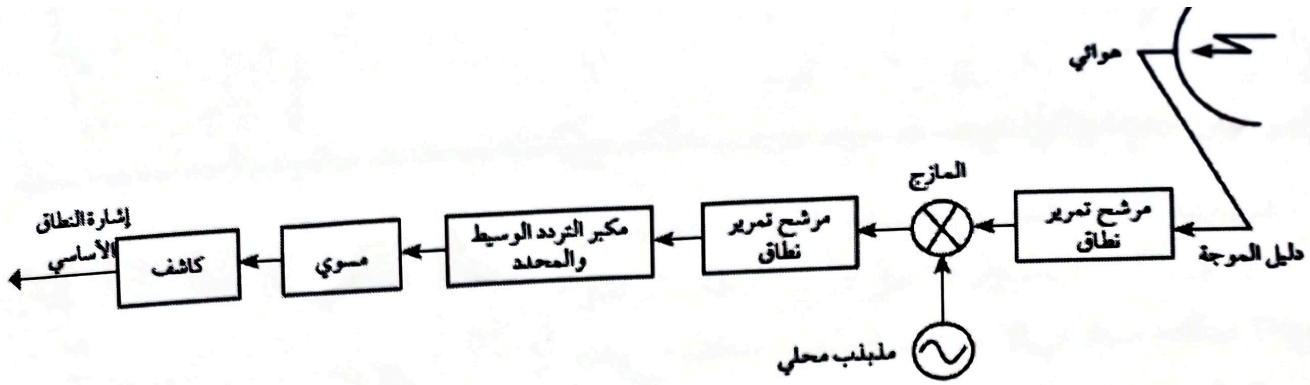 هوائي
دليل الموجة
مرشح تمرير
نطاق
المازج
مذبذب محلي
مرشح تمرير
نطاق
مكبر التردد الوسيط
والمحدد
مسوي
كاشف
إشارة النطاق
الأساسي